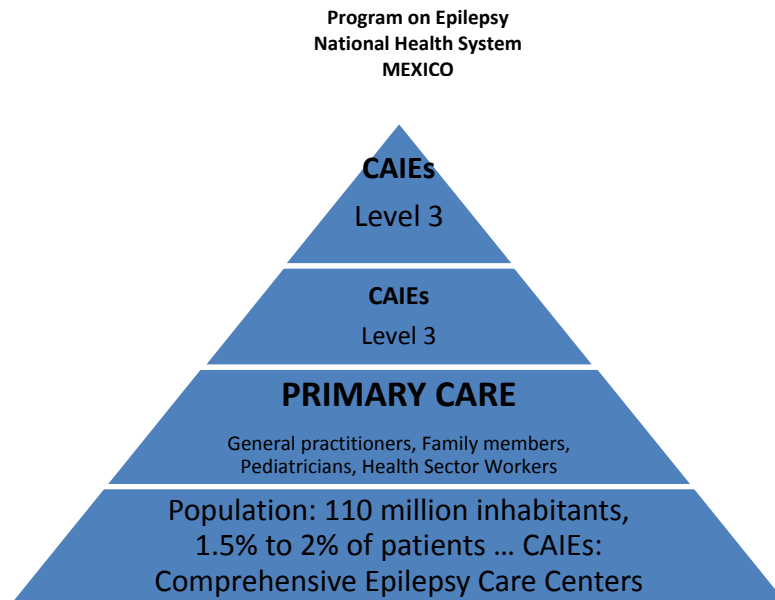 Program on Epilepsy
National Health System
MEXICO
CAIEs
Level 3
CAIEs
Level 3
PRIMARY CARE
General practitioners, Family members,
Pediatricians, Health Sector Workers
Population: 110 million inhabitants,
1.5% to 2% of patients … CAIEs:
Comprehensive Epilepsy Care Centers